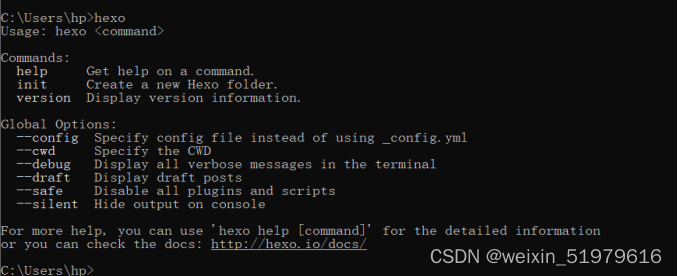 C:\Users\hp>hexo
Usage: hexo <command>
Commands:
help Get help on a command.
init Create a new Hexo folder.
version Display version information.
Global Options:
--config Specify config file instead of using _config.yml
--cwd Specify the CWD
--debug Display all verbose messages in the terminal
--draft Display draft posts
--safe Disable all plugins and scripts
--silent Hide output on console
For more help, you can use 'hexo help [command]' for the detailed information
or you can check the docs: http://hexo.io/docs/
CSDN @weixin_51979616
C:\Users\hp>